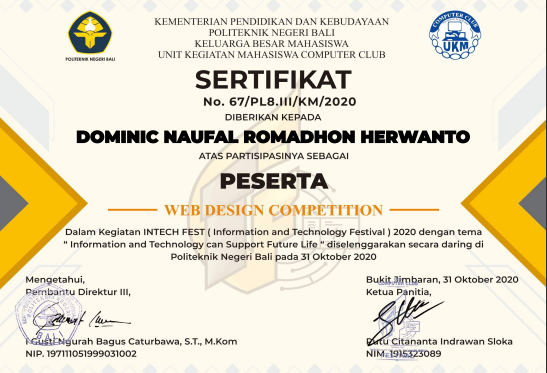 KEMENTERIAN PENDIDIKAN DAN KEBUDAYAAN
POLITEKNIK NEGERI BALI
KELUARGA BESAR MAHASISWA
UNIT KEGIATAN MAHASISWA COMPUTER CLUB
POLITEKNIK NEGERI BALI
COMPUTER CLUB
UKM
SERTIFIKAT
No. 67/PL8.III/KM/2020
DIBERIKAN KEPADA
DOMINIC NAUFAL ROMADHON HERWANTO
ATAS PARTISIPASINYA SEBAGAI
PESERTA
WEB DESIGN COMPETITION
Dalam Kegiatan INTECH FEST ( Information and Technology Festival ) 2020 dengan tema
“ Information and Technology can Support Future Life “ diselenggarakan secara daring di
Politeknik Negeri Bali pada 31 Oktober 2020
Mengetahui,
Pembantu Direktur III,
I Gusti Ngurah Bagus Caturbawa, S.T., M.Kom
NIP. 197111051999031002
Bukit Jimbaran, 31 Oktober 2020
Ketua Panitia,
Putu Citananta Indrawan Sloka
NIM. 1915323089